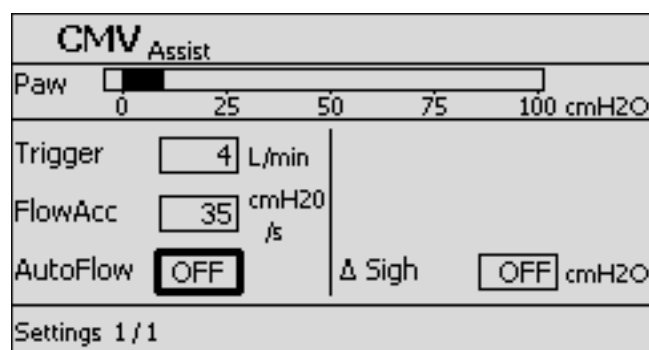 CMV Assist
Paw
0 25 50 75 100 cmH2O
Trigger 4 L/min
FlowAcc 35 cmH20
/s
AutoFlow OFF Δ Sigh OFF cmH2O
Settings 1/1